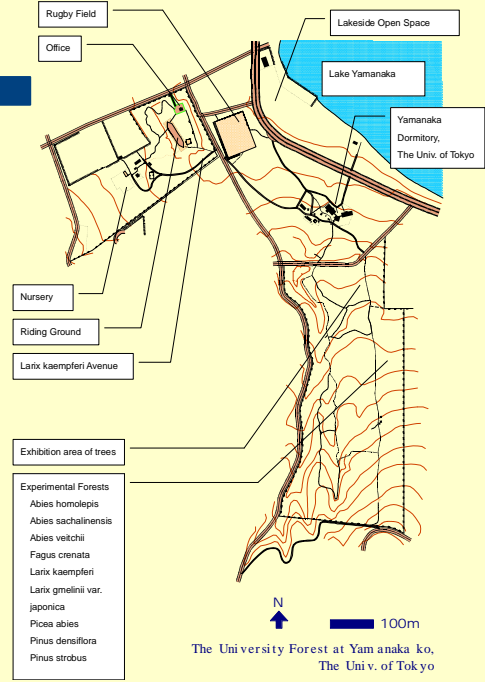 Rugby Field
Office
Lakeside Open Space
Lake Yamanaka
Yamanaka
Dormitory,
The Univ. of Tokyo
Nursery
Riding Ground
Larix kaempferi Avenue
Exhibition area of trees
Experimental Forests
Abies homolepis
Abies sachalinensis
Abies veitchii
Fagus crenata
Larix kaempferi
Larix gmelinii var.
japonica
Picea abies
Pinus densiflora
Pinus strobus
N
100m
The University Forest at Yamanaka ko,
The Univ. of Tokyo